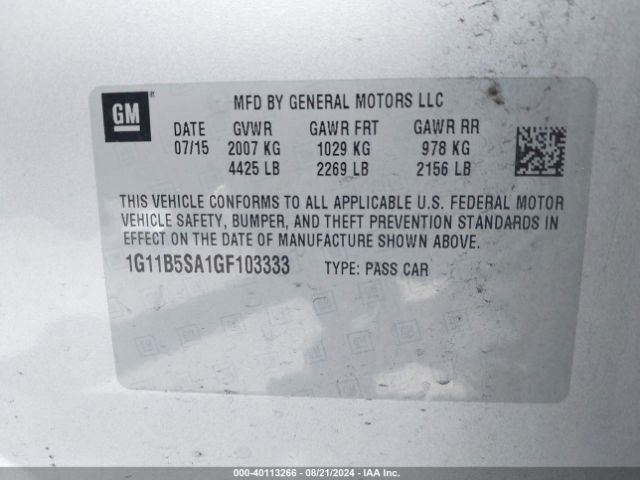 GM
MFD BY GENERAL MOTORS LLC
DATE GVWR GAWR FRT GAWR RR
07/15 2007 KG 1029 KG 978 KG
4425 LB 2269 LB 2156 LB
THIS VEHICLE CONFORMS TO ALL APPLICABLE U.S. FEDERAL MOTOR
VEHICLE SAFETY, BUMPER, AND THEFT PREVENTION STANDARDS IN
EFFECT ON THE DATE OF MANUFACTURE SHOWN ABOVE.
1G11B5SA1GF103333 TYPE: PASS CAR
000-40113266 - 08/21/2024 - IAA Inc.